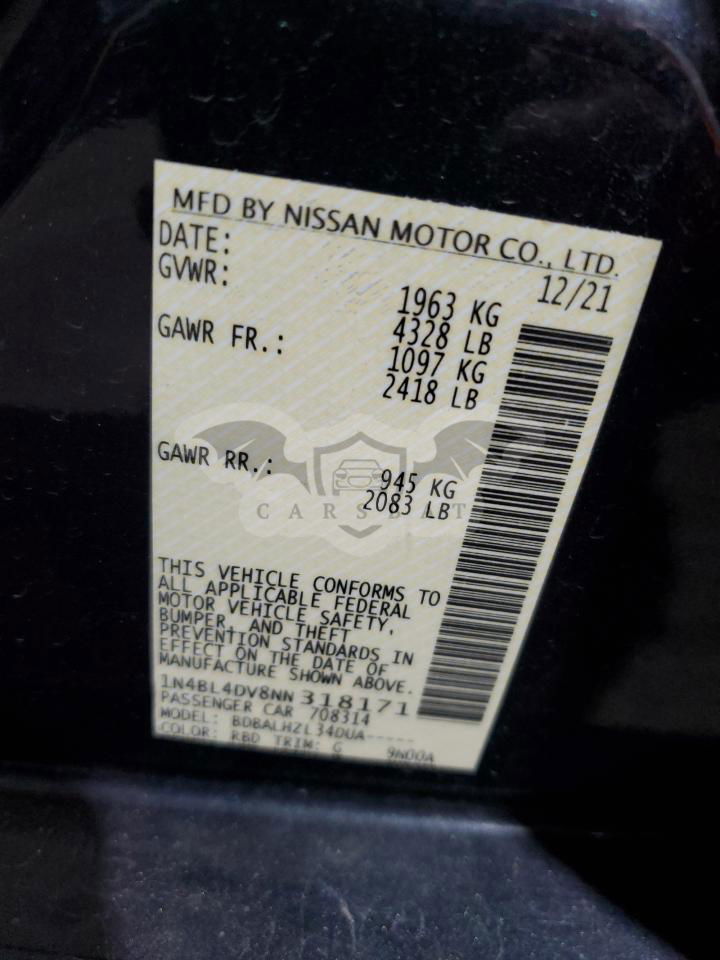 MFD BY NISSAN MOTOR CO., LTD.
DATE: 12/21
GVWR: 1963 KG
4328 LB
GAWR FR.: 1097 KG
2418 LB
GAWR RR.: 945 KG
2083 LB
THIS VEHICLE CONFORMS TO
ALL APPLICABLE FEDERAL
MOTOR VEHICLE SAFETY,
BUMPER, AND THEFT
PREVENTION STANDARDS IN
EFFECT ON THE DATE OF
MANUFACTURE SHOWN ABOVE.
1N4BL4DV8NN318171
PASSENGER CAR 708314
MODEL: BDBALHZL34DUA-----
COLOR: RBD TRIM: G